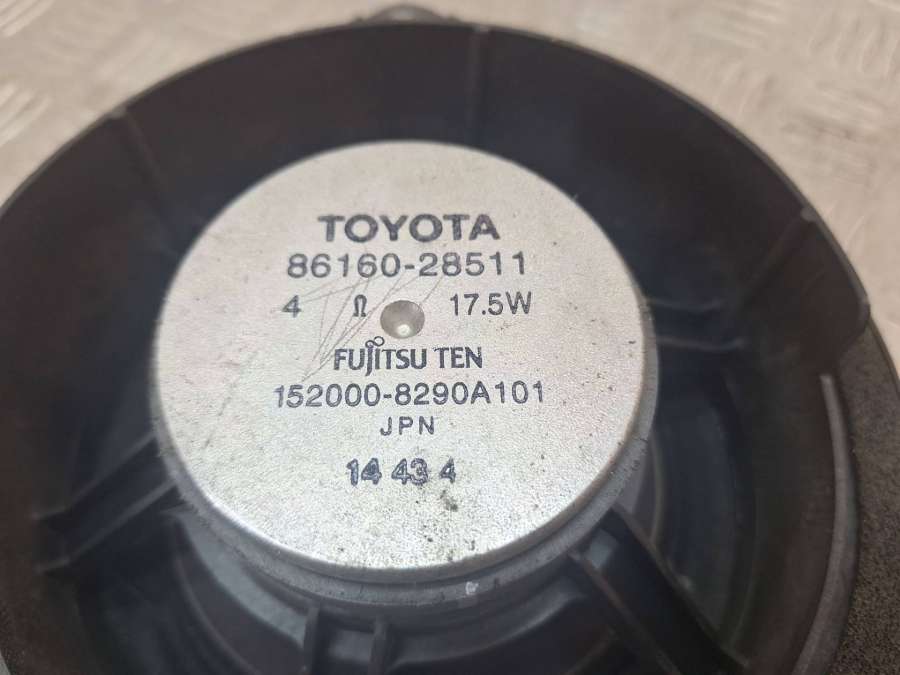 TOYOTA
86160-28511
4 Ω 17.5W
FUJITSU TEN
152000-8290A101
JPN
14 43 4